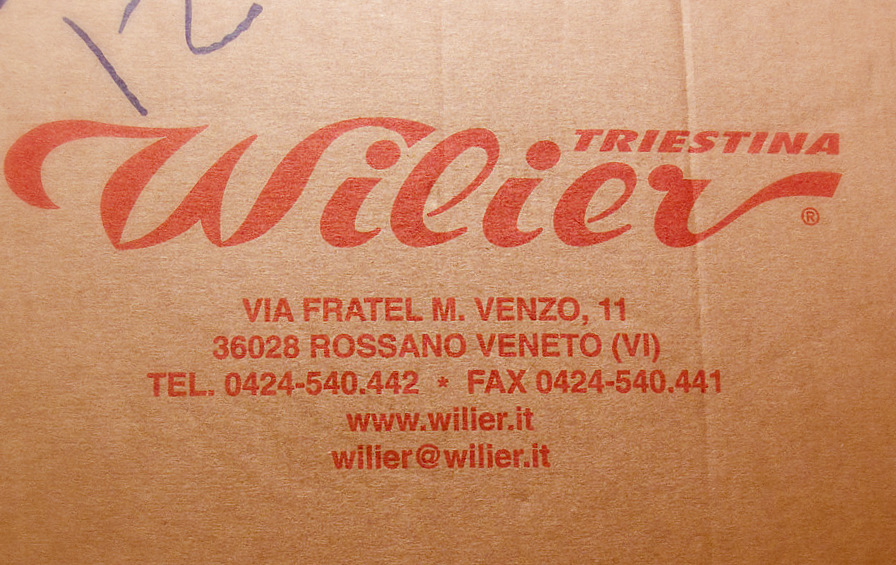 Wilier TRIESTINA ®
VIA FRATEL M. VENZO, 11
36028 ROSSANO VENETO (VI)
TEL. 0424-540.442 * FAX 0424-540.441
www.wilier.it
wilier@wilier.it